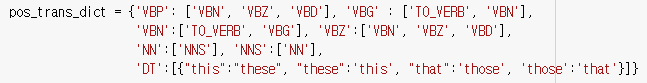 pos_trans_dict = {'VBP': ['VBN', 'VBZ', 'VBD'], 'VBG' : ['TO_VERB', 'VBN'],
'VBN':['TO_VERB', 'VBG'], 'VBZ':['VBN', 'VBZ', 'VBD'],
'NN':['NNS'], 'NNS':['NN'],
'DT':[{"this":"these", "these":'this', "that":'those', 'those':'that'}]}